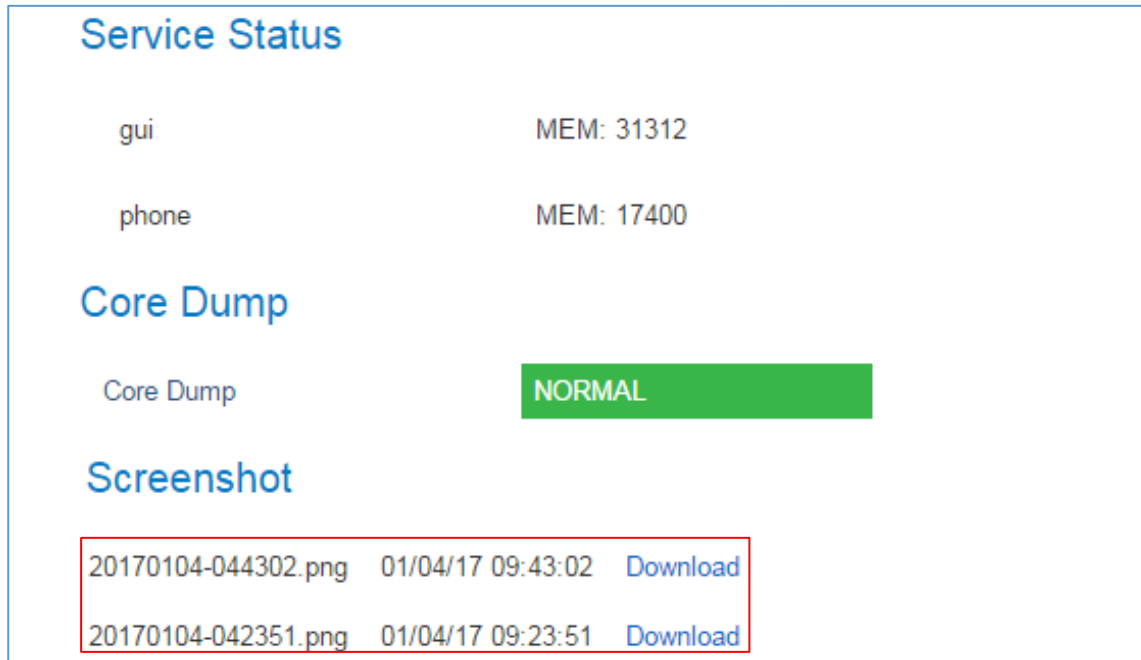 Service Status
gui MEM: 31312
phone MEM: 17400
Core Dump
Core Dump NORMAL
Screenshot
20170104-044302.png 01/04/17 09:43:02 Download
20170104-042351.png 01/04/17 09:23:51 Download